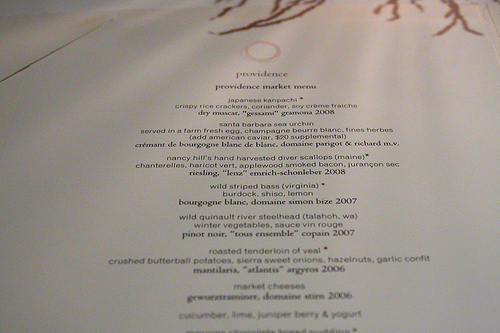 providence
providence market menu
japanese kanpachi *
crispy rice crackers, coriander, soy crème fraîche
dry muscat, "gessami" gramona 2008
santa barbara sea urchin
served in a farm fresh egg, champagne beurre blanc, fines herbes
(add american caviar, $20 supplemental)
crémant de bourgogne blanc de blanc, domaine parigot & richard m.v.
nancy hill's hand harvested diver scallops (maine)*
chanterelles, haricot vert, applewood smoked bacon, jurançon sec
riesling, "lenz" emrich-schonleber 2008
wild striped bass (virginia) *
burdock, shiso, lemon
bourgogne blanc, domaine simon bize 2007
wild quinault river steelhead (talahoh, wa)
winter vegetables, sauce vin rouge
pinot noir, "tous ensemble" copain 2007
roasted tenderloin of veal *
crushed butterball potatoes, sierra sweet onions, hazelnuts, garlic confit
mantilaria, "atlantis" argyros 2006
market cheeses
gewurztraminer, domaine stirn 2006
cucumber, lime, juniper berry & yogurt
chocolate bread pudding *